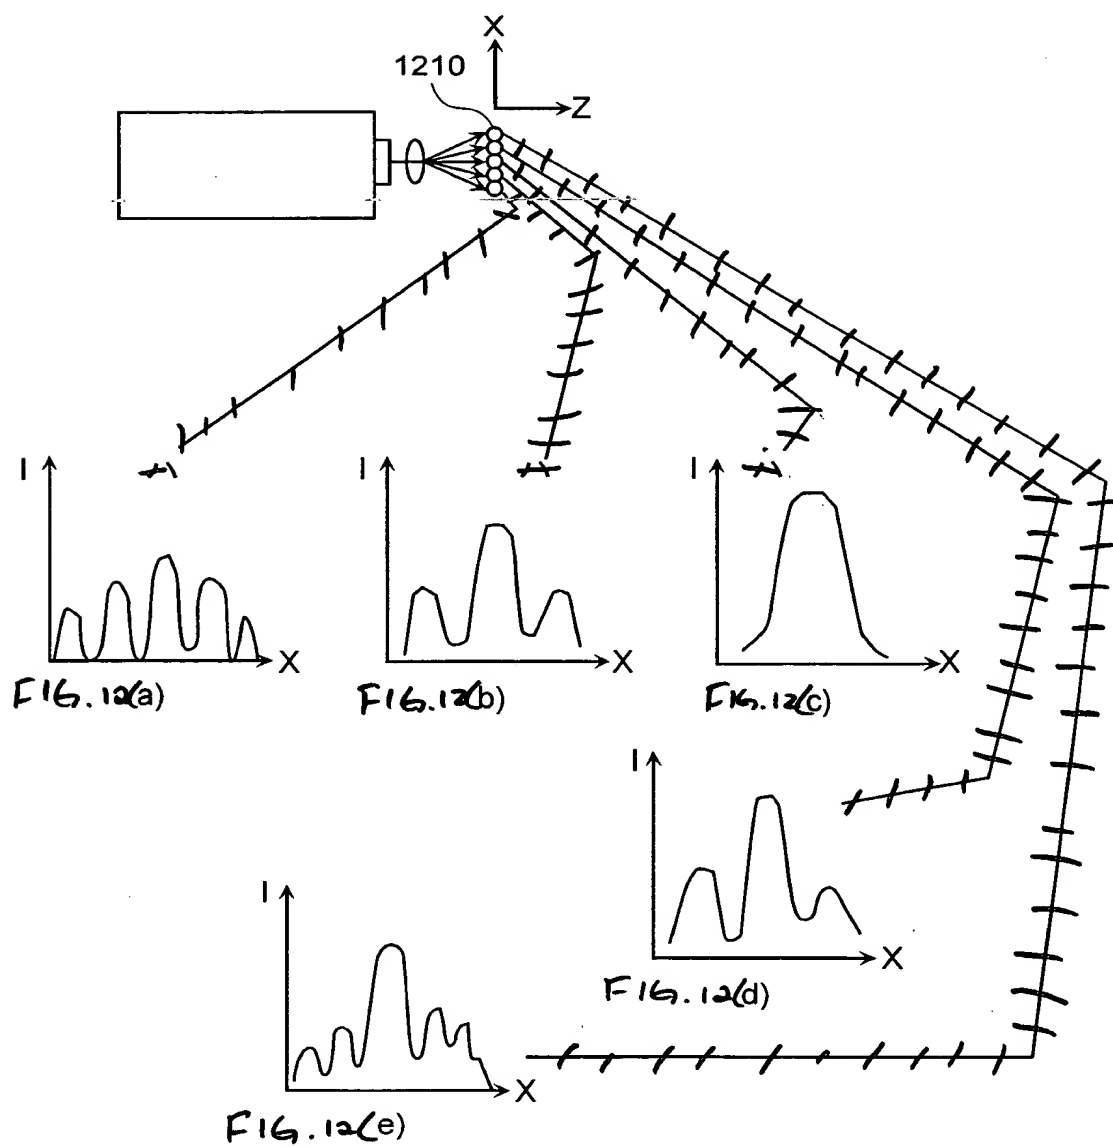 X
1210
Z
I
I
I
X
X
X
FIG.12(a)
FIG.12(b)
FIG.12(c)
I
X
FIG.12(d)
I
X
FIG.12(e)